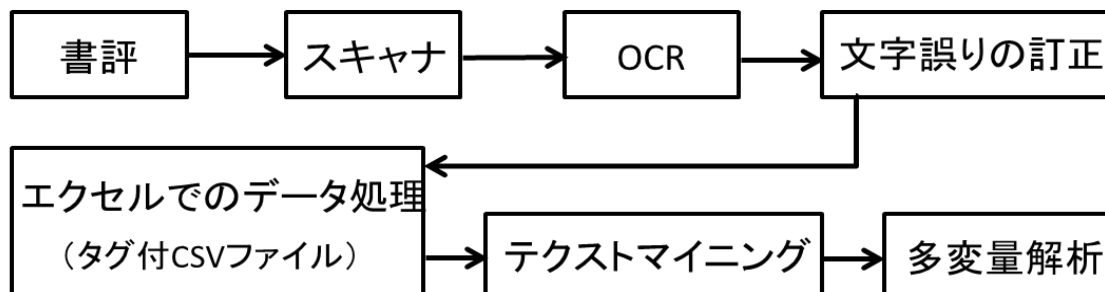 書評
スキャナ
OCR
文字誤りの訂正
エクセルでのデータ処理
（タグ付CSVファイル）
テクストマイニング
多変量解析